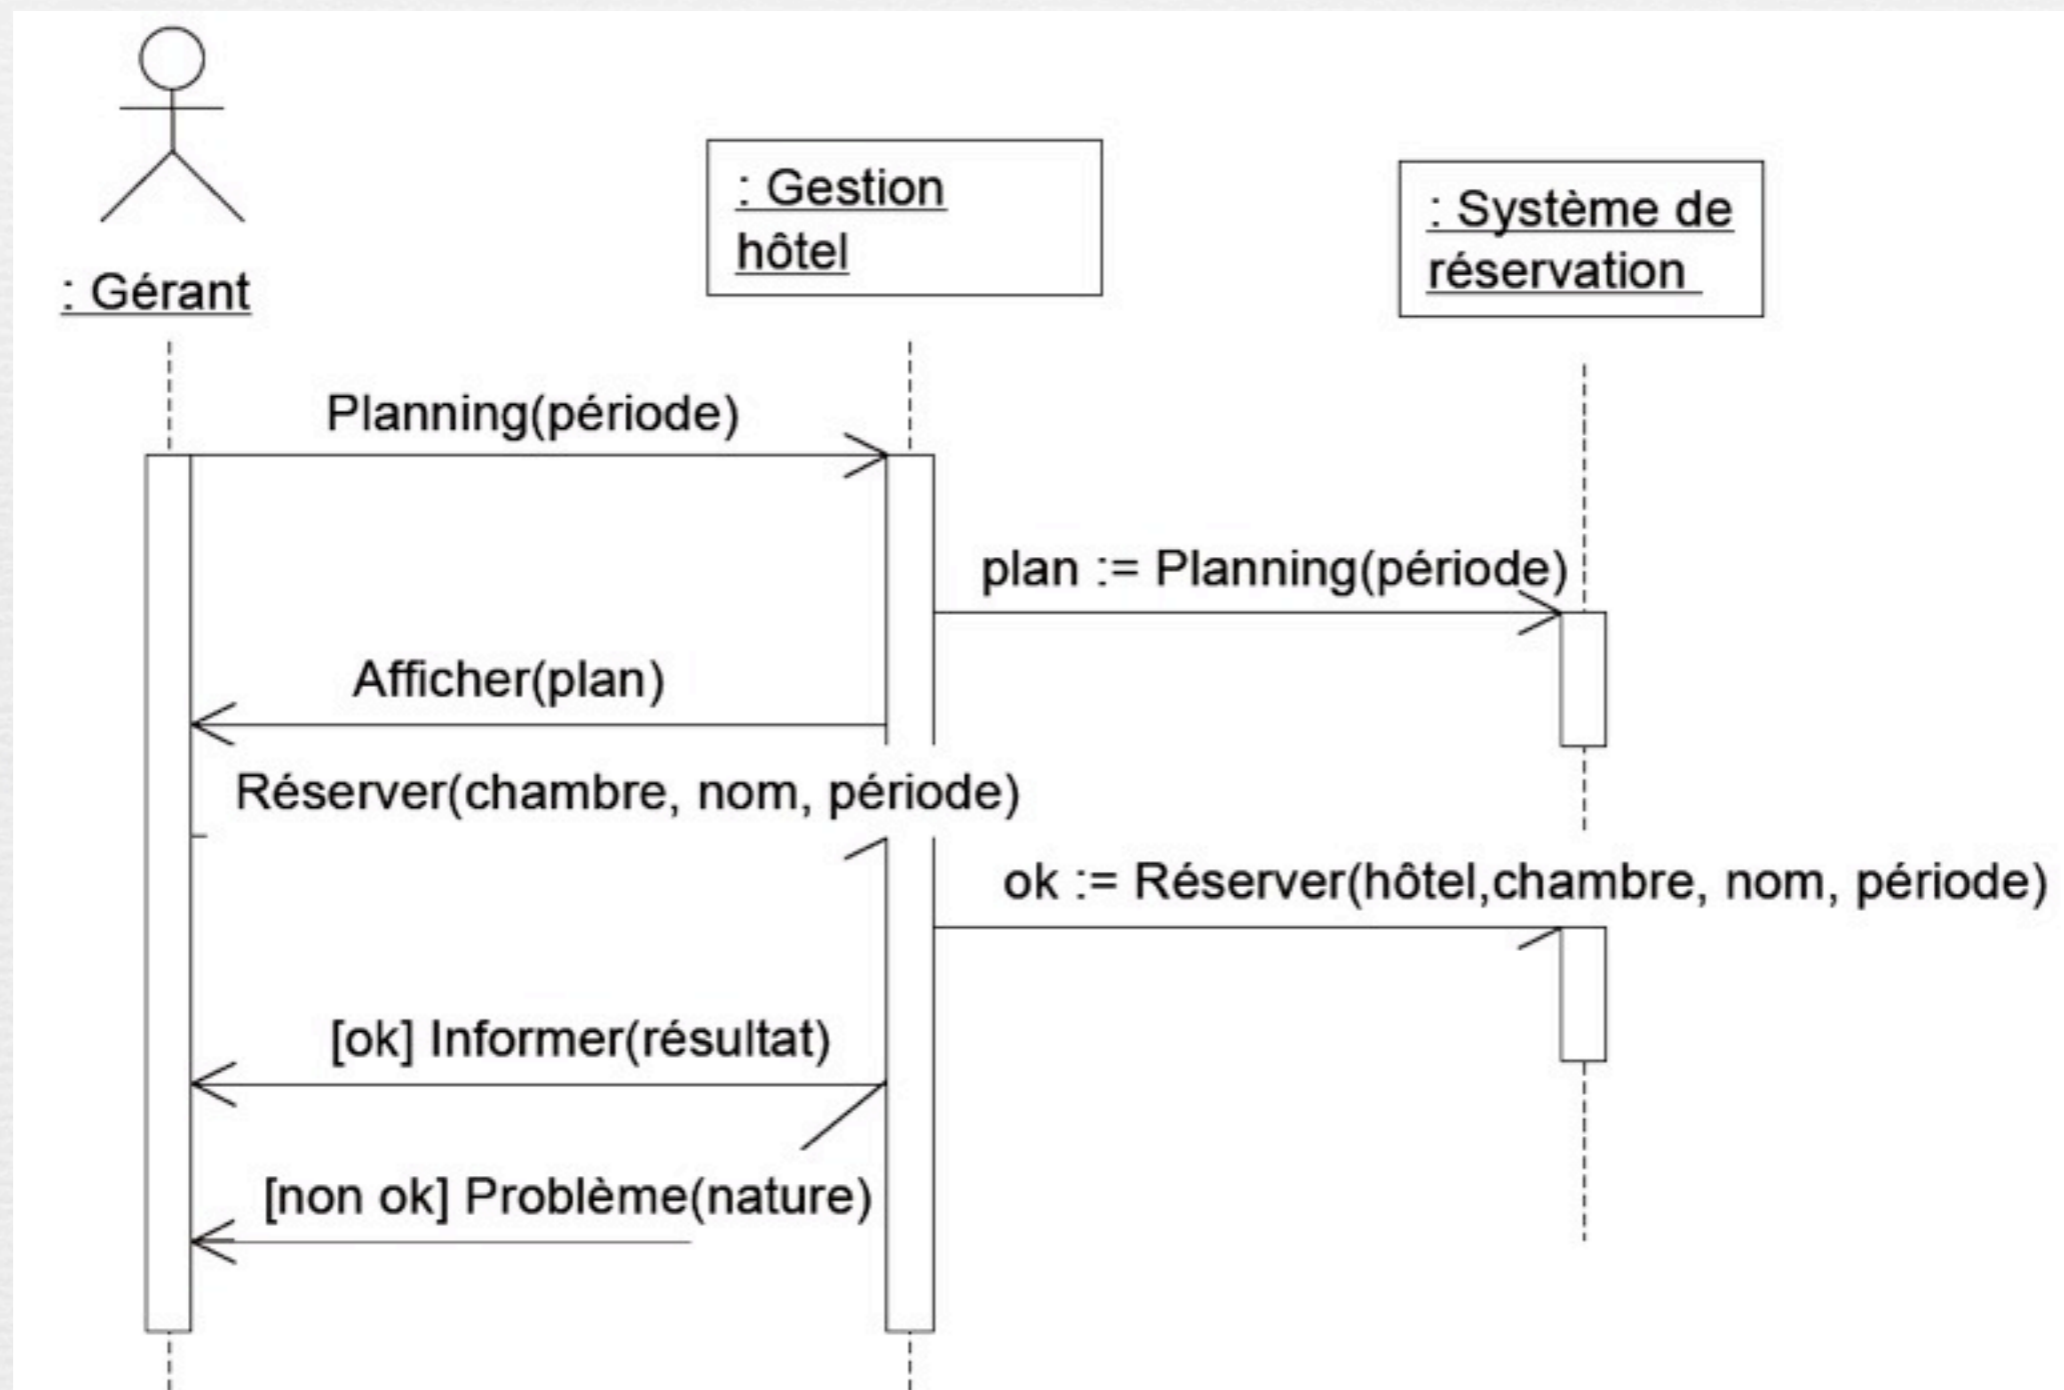 : Gestion
hôtel
: Système de
réservation
: Gérant
Planning(période)
plan := Planning(période)
Afficher(plan)
Réserver(chambre, nom, période)
ok := Réserver(hôtel,chambre, nom, période)
[ok] Informer(résultat)
[non ok] Problème(nature)